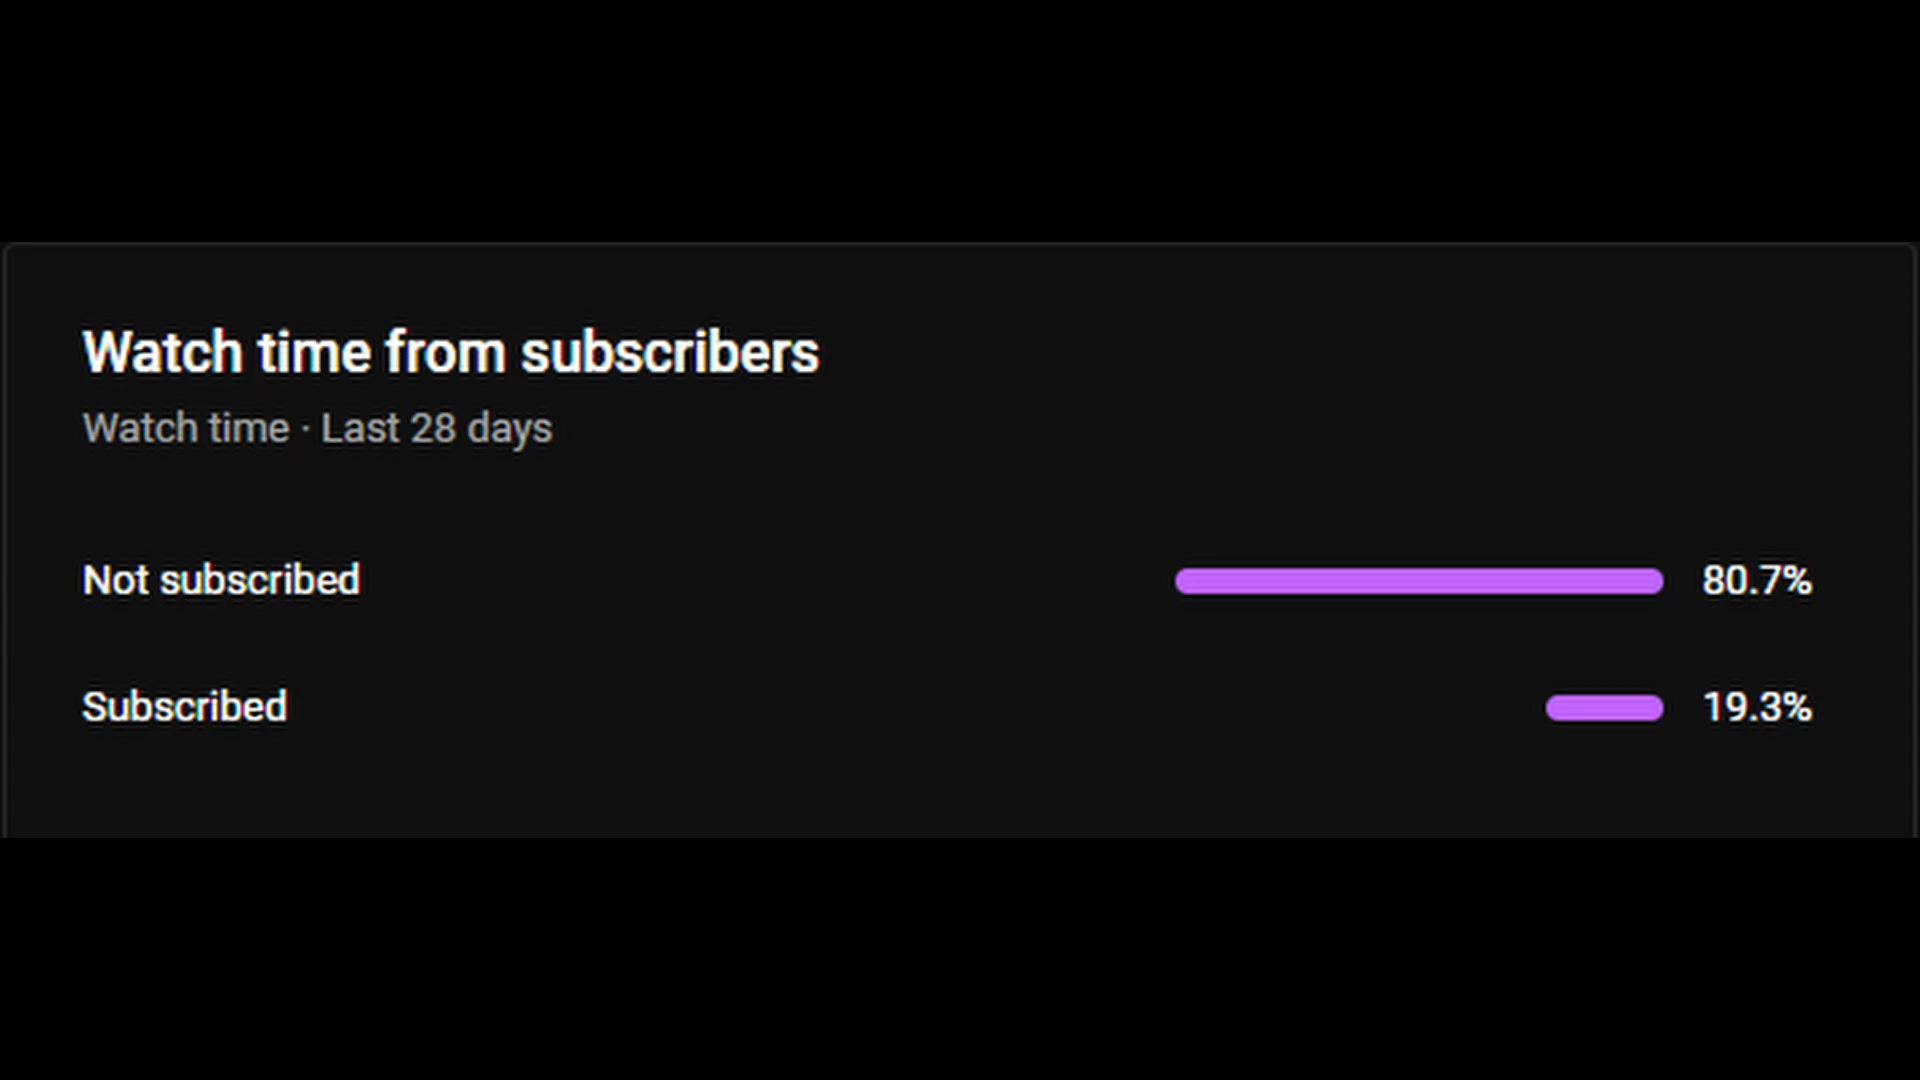 Watch time from subscribers
Watch time · Last 28 days
Not subscribed 80.7%
Subscribed 19.3%